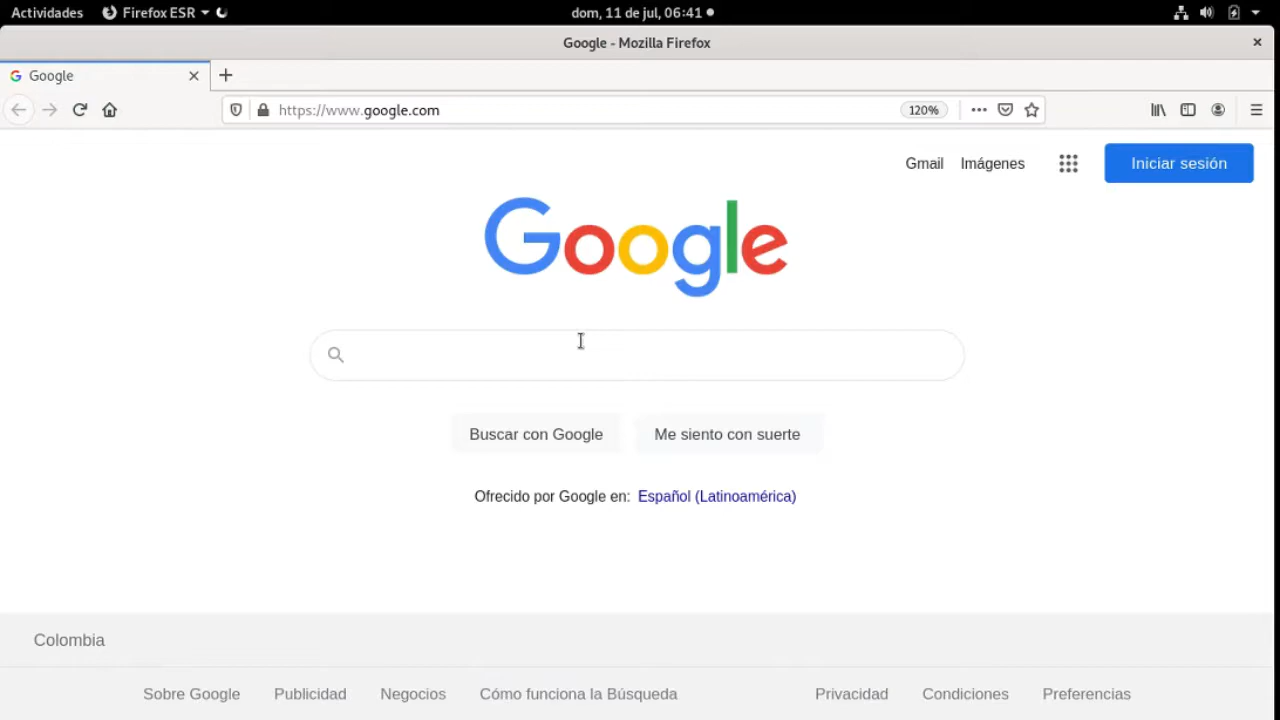 Actividades Firefox ESR dom, 11 de jul, 06:41
Google - Mozilla Firefox
Google
https://www.google.com 120%
Gmail Imágenes Iniciar sesión
Google
Buscar con Google Me siento con suerte
Ofrecido por Google en: Español (Latinoamérica)
Colombia
Sobre Google Publicidad Negocios Cómo funciona la Búsqueda Privacidad Condiciones Preferencias